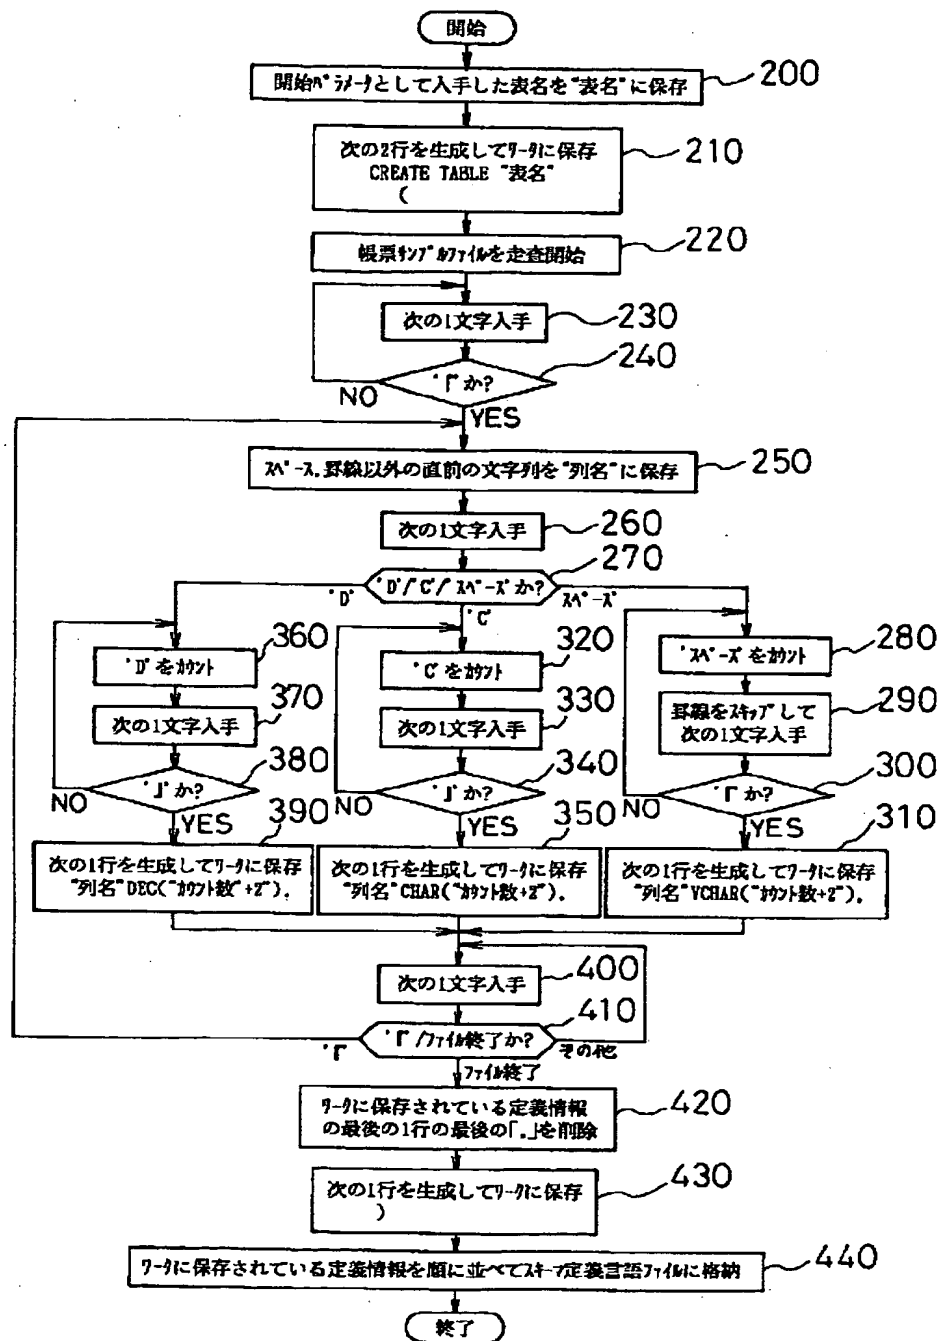 開始
開始パラメータとして入手した表名を"表名"に保存
200
次の2行を生成してワークに保存
CREATE TABLE "表名"
(
210
帳票サンプルファイルを走査開始
220
次の1文字入手
230
'「'か?
240
NO
YES
スペース,罫線以外の直前の文字列を"列名"に保存
250
次の1文字入手
260
'D'/'C'/'スペース'か?
270
'D'
'C'
スペース'
'D'をカウント
360
'C'をカウント
320
'スペース'をカウント
280
次の1文字入手
370
次の1文字入手
330
罫線をスキップして
次の1文字入手
290
'」'か?
380
'」'か?
340
'「'か?
300
NO
YES
NO
YES
NO
YES
次の1行を生成してワークに保存
"列名"DEC("カウント数"+2").
390
次の1行を生成してワークに保存
"列名"CHAR("カウント数+2").
350
次の1行を生成してワークに保存
"列名"VCHAR("カウント数+2").
310
次の1文字入手
400
'「'/ファイル終了か?
410
'「'
その他
ファイル終了
ワークに保存されている定義情報
の最後の1行の最後の「.」を削除
420
次の1行を生成してワークに保存
)
430
ワークに保存されている定義情報を順に並べてスキーマ定義言語ファイルに格納
440
終了